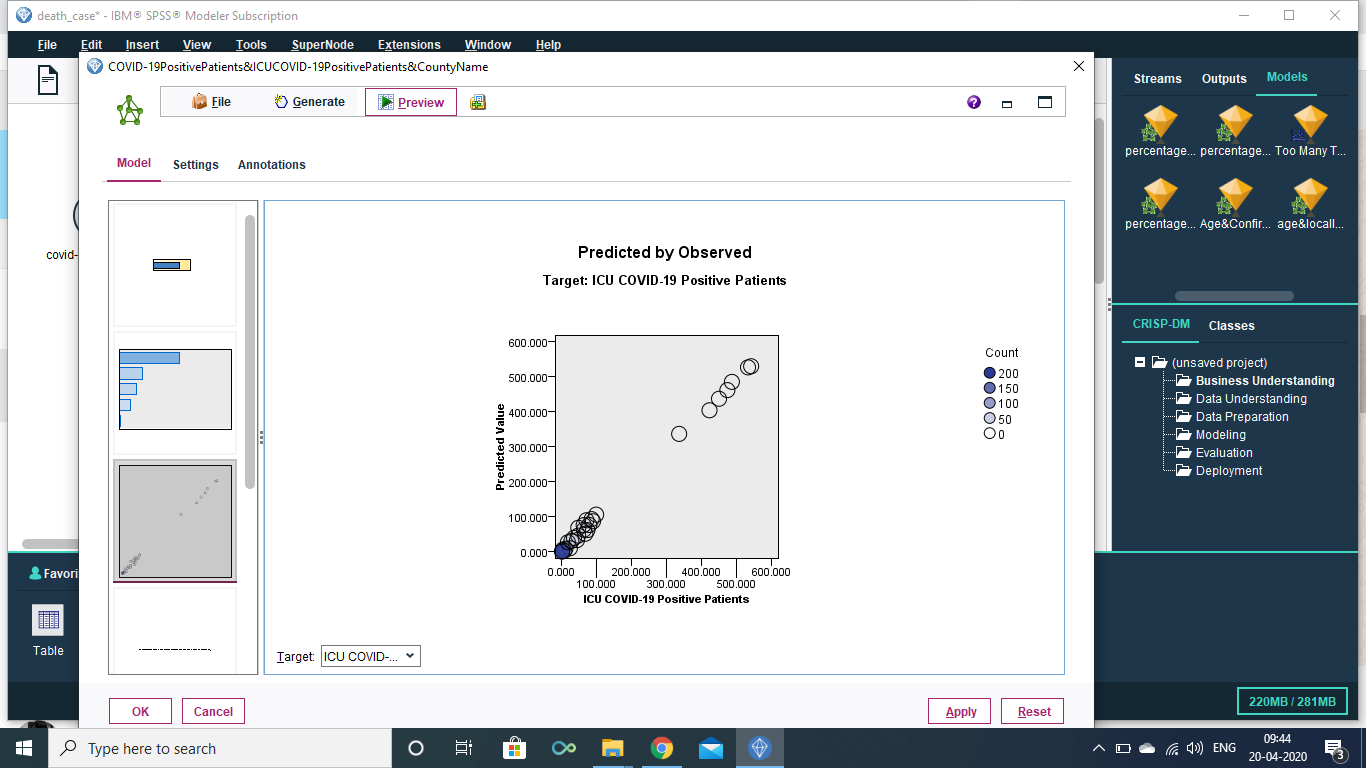 death_case* - IBM® SPSS® Modeler Subscription
File Edit Insert View Tools SuperNode Extensions Window Help
COVID-19PositivePatients&ICUCOVID-19PositivePatients&CountyName
File Generate Preview
Model Settings Annotations
covid-
Predicted by Observed
Target: ICU COVID-19 Positive Patients
600.000
500.000
400.000
300.000
200.000
100.000
0.000
Predicted Value
0.000 200.000 400.000 600.000
100.000 300.000 500.000
ICU COVID-19 Positive Patients
Count
200
150
100
50
0
Target: ICU COVID-...
OK Cancel Apply Reset
Streams Outputs Models
percentage... percentage... Too Many T...
percentage... Age&Confir... age&locall...
CRISP-DM Classes
(unsaved project)
Business Understanding
Data Understanding
Data Preparation
Modeling
Evaluation
Deployment
Favori
Table
220MB / 281MB
Type here to search
ENG
09:44
20-04-2020
3